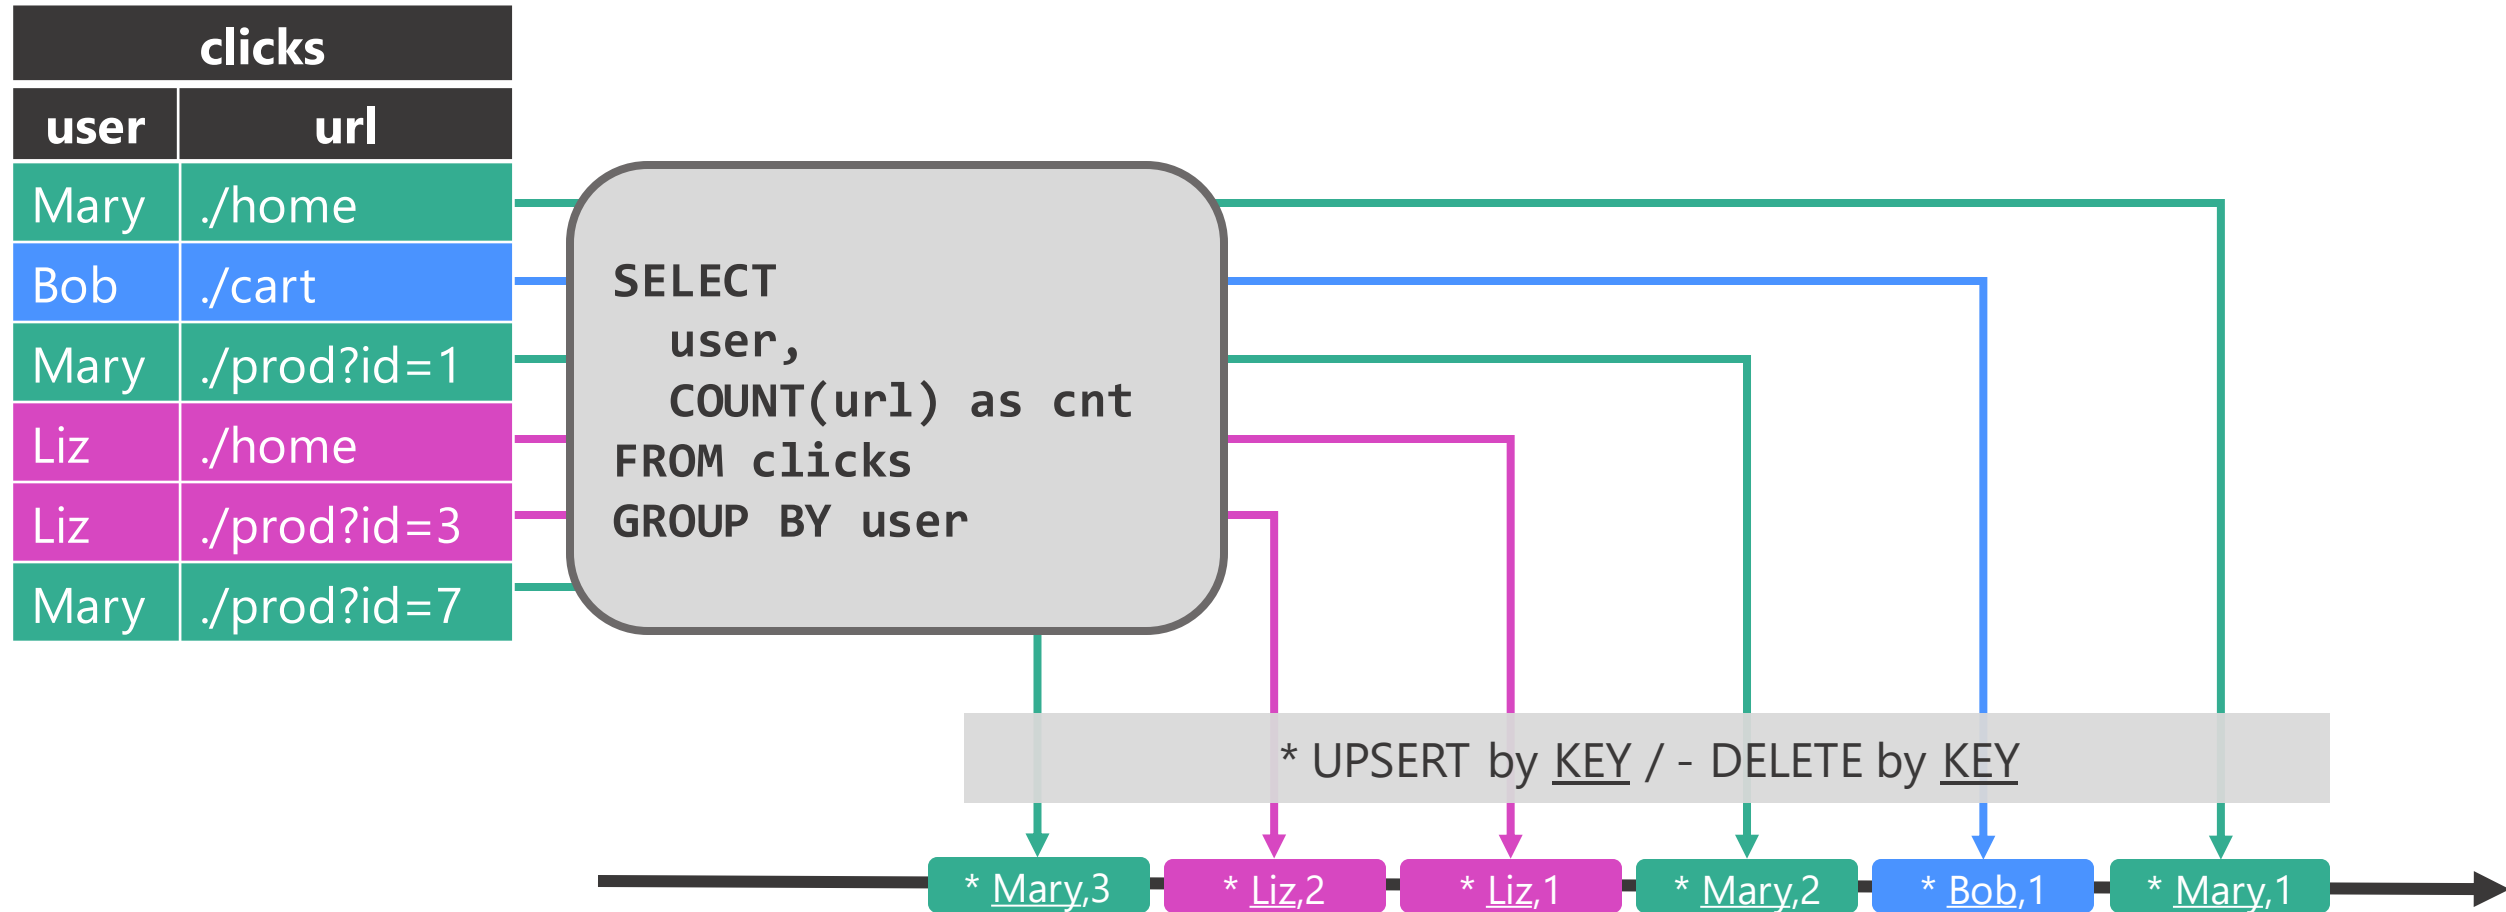 clicks
user url
Mary ./home
Bob ./cart
Mary ./prod?id=1
Liz ./home
Liz ./prod?id=3
Mary ./prod?id=7
SELECT
user,
COUNT(url) as cnt
FROM clicks
GROUP BY user
* UPSERT by KEY / - DELETE by KEY
* Mary,3
* Liz,2
* Liz,1
* Mary,2
* Bob,1
* Mary,1